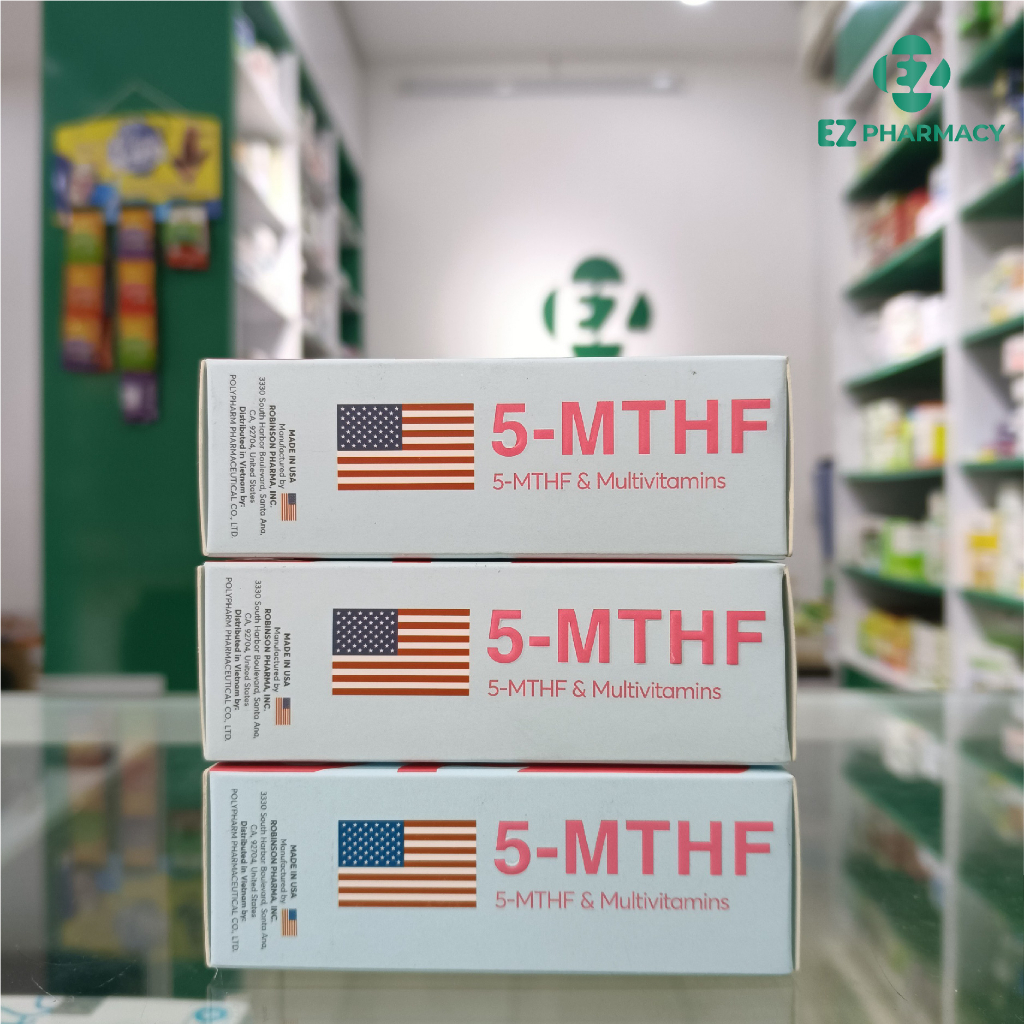 EZ
EZ PHARMACY
EZ
5-MTHF
5-MTHF & Multivitamins
MADE IN USA
Manufactured by
ROBINSON PHARMA, INC.
3330 South Harbor Boulevard, Santa Ana,
CA, 92704, United States
Distributed in Vietnam by:
POLYPHARM PHARMACEUTICAL CO., LTD.
5-MTHF
5-MTHF & Multivitamins
MADE IN USA
Manufactured by
ROBINSON PHARMA, INC.
3330 South Harbor Boulevard, Santa Ana,
CA, 92704, United States
Distributed in Vietnam by:
POLYPHARM PHARMACEUTICAL CO., LTD.
5-MTHF
5-MTHF & Multivitamins
MADE IN USA
Manufactured by
ROBINSON PHARMA, INC.
3330 South Harbor Boulevard, Santa Ana,
CA, 92704, United States
Distributed in Vietnam by:
POLYPHARM PHARMACEUTICAL CO., LTD.